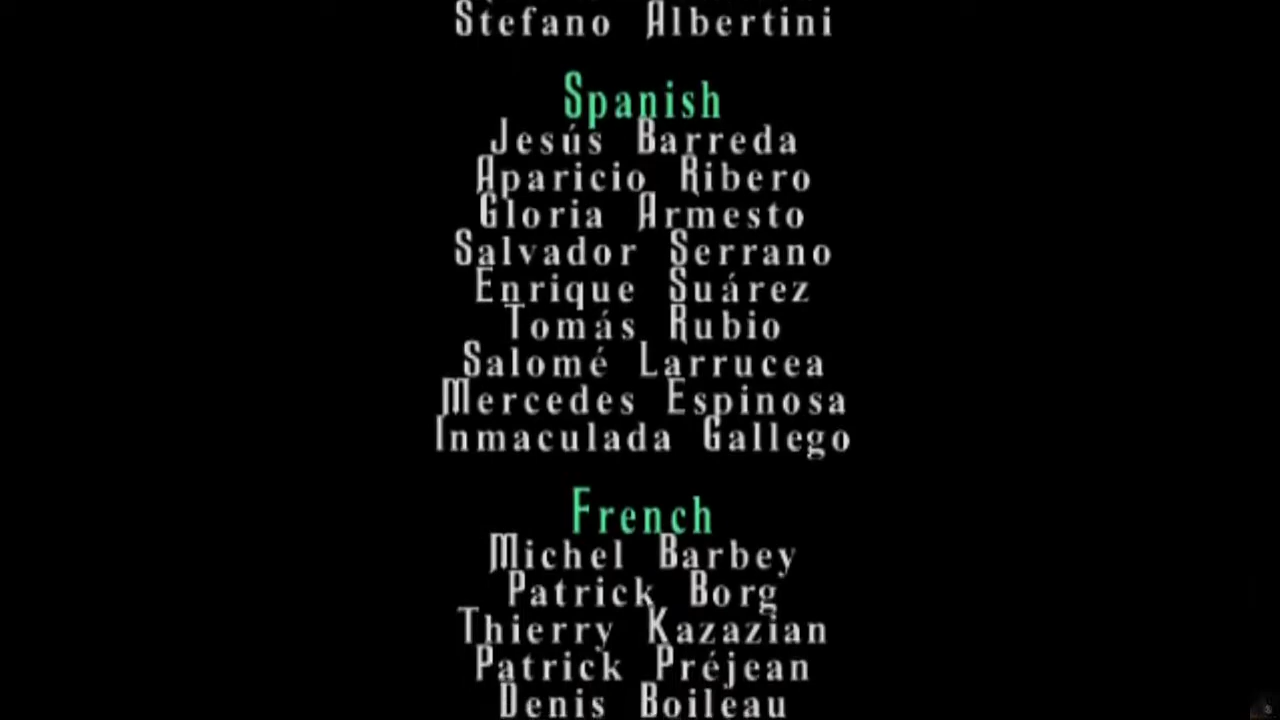 Stefano Albertini
Spanish
Jesús Barreda
Aparicio Ribero
Gloria Armesto
Salvador Serrano
Enrique Suárez
Tomás Rubio
Salomé Larrucea
Mercedes Espinosa
Inmaculada Gallego
French
Michel Barbey
Patrick Borg
Thierry Kazazian
Patrick Préjean
Denis Boileau